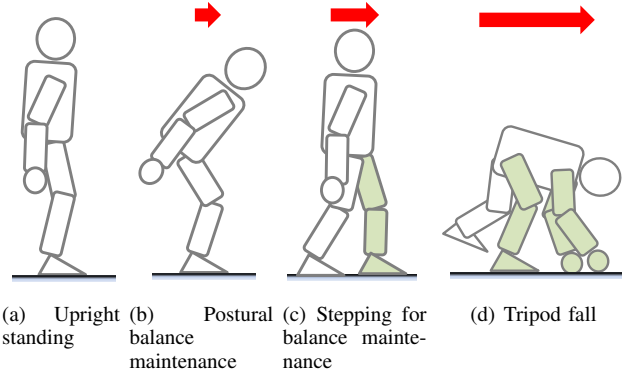 (a) Upright
standing
(b) Postural
balance
maintenance
(c) Stepping for
balance mainte-
nance
(d) Tripod fall